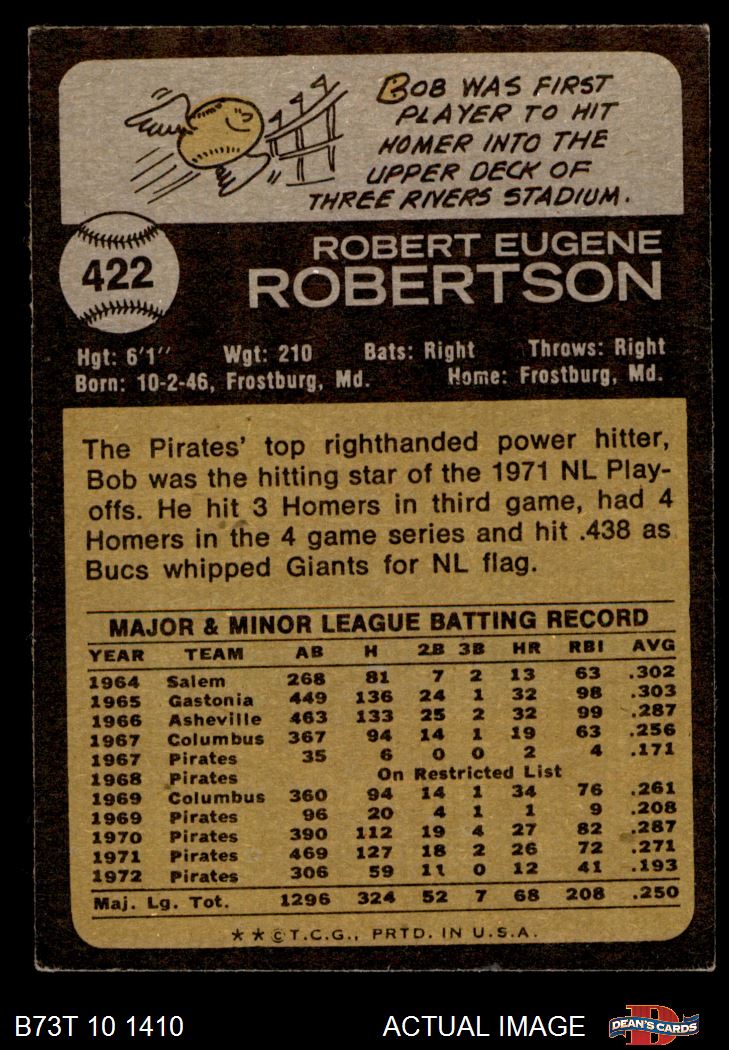 BOB WAS FIRST
PLAYER TO HIT
HOMER INTO THE
UPPER DECK OF
THREE RIVERS STADIUM.
422
ROBERT EUGENE
ROBERTSON
Hgt: 6'1" Wgt: 210 Bats: Right Throws: Right
Born: 10-2-46, Frostburg, Md. Home: Frostburg, Md.
The Pirates' top righthanded power hitter,
Bob was the hitting star of the 1971 NL Play-
offs. He hit 3 Homers in third game, had 4
Homers in the 4 game series and hit .438 as
Bucs whipped Giants for NL flag.
MAJOR & MINOR LEAGUE BATTING RECORD
YEAR TEAM AB H 2B 3B HR RBI AVG
1964 Salem 268 81 7 2 13 63 .302
1965 Gastonia 449 136 24 1 32 98 .303
1966 Asheville 463 133 25 2 32 99 .287
1967 Columbus 367 94 14 1 19 63 .256
1967 Pirates 35 6 0 0 2 4 .171
1968 Pirates On Restricted List
1969 Columbus 360 94 14 1 34 76 .261
1969 Pirates 96 20 4 1 1 9 .208
1970 Pirates 390 112 19 4 27 82 .287
1971 Pirates 469 127 18 2 26 72 .271
1972 Pirates 306 59 11 0 12 41 .193
Maj. Lg. Tot. 1296 324 52 7 68 208 .250
★ ★ © T.C.G., PRTD. IN U.S.A.
B73T 10 1410 ACTUAL IMAGE DEAN'S CARDS